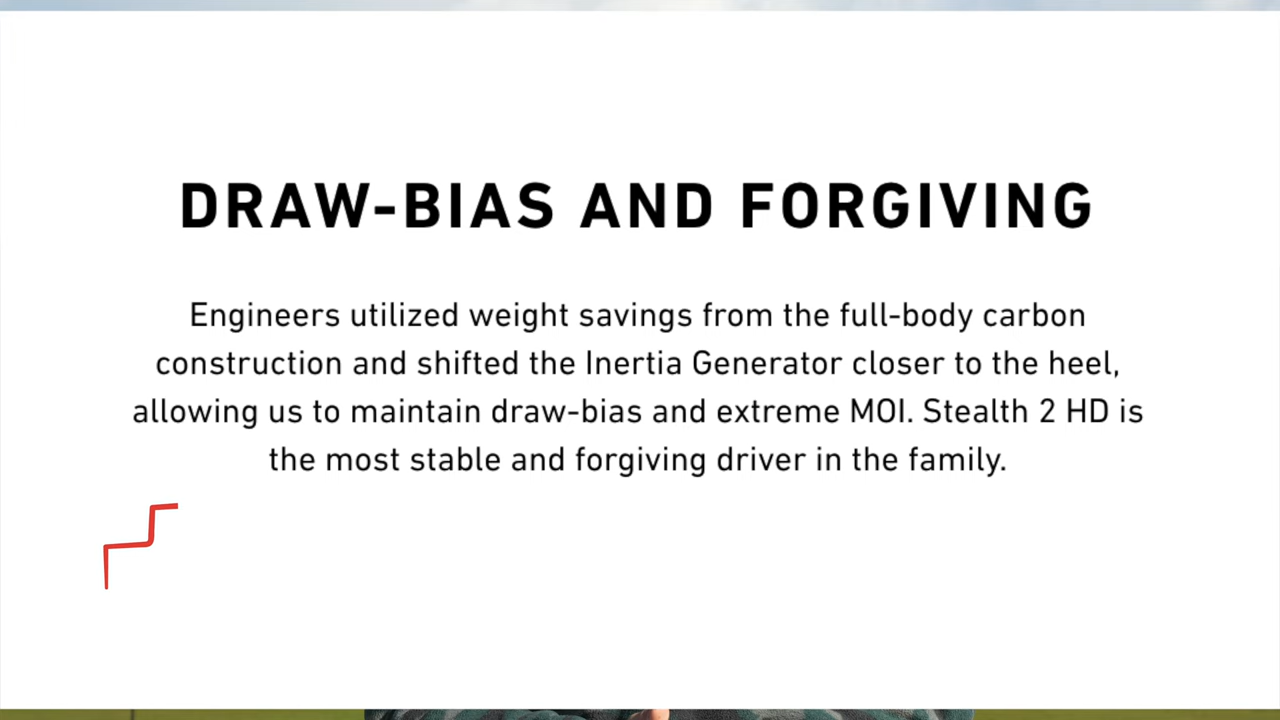 DRAW-BIAS AND FORGIVING
Engineers utilized weight savings from the full-body carbon
construction and shifted the Inertia Generator closer to the heel,
allowing us to maintain draw-bias and extreme MOI. Stealth 2 HD is
the most stable and forgiving driver in the family.